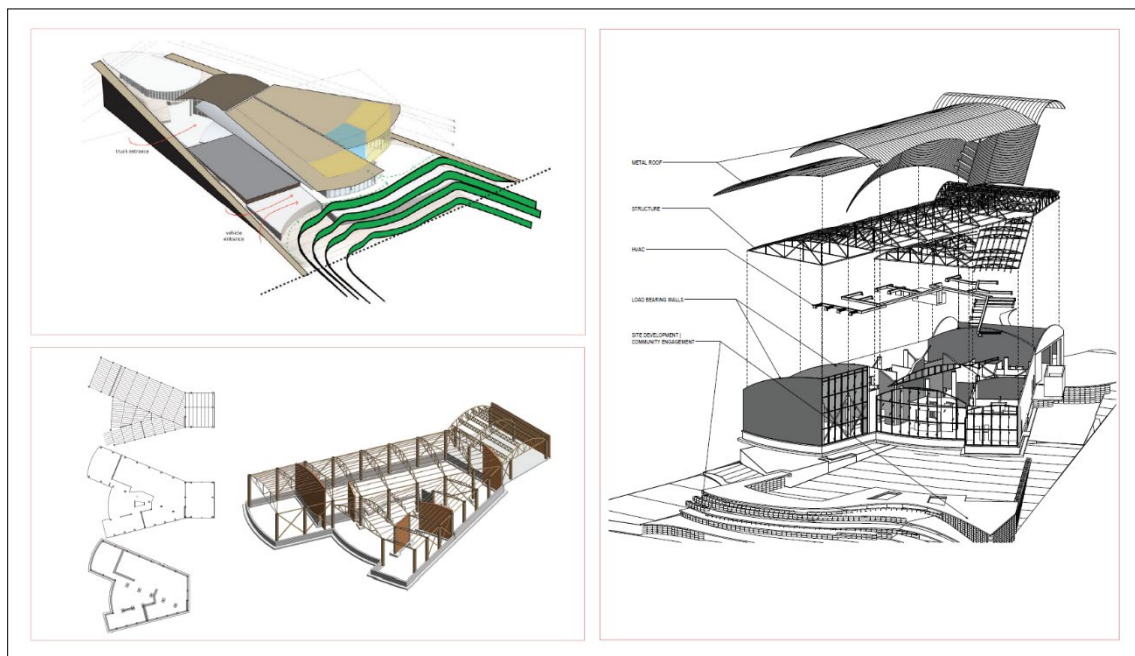 truck entrance
vehicle
entrance
METAL ROOF
STRUCTURE
HVAC
LOAD BEARING WALLS
SITE DEVELOPMENT /
COMMUNITY ENGAGEMENT